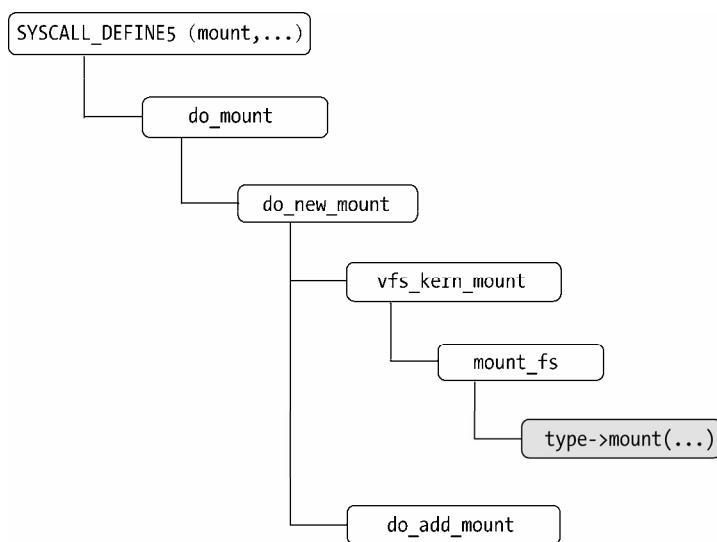 SYSCALL_DEFINE5 (mount,...)
do_mount
do_new_mount
vfs_kern_mount
mount_fs
type->mount(...)
do_add_mount